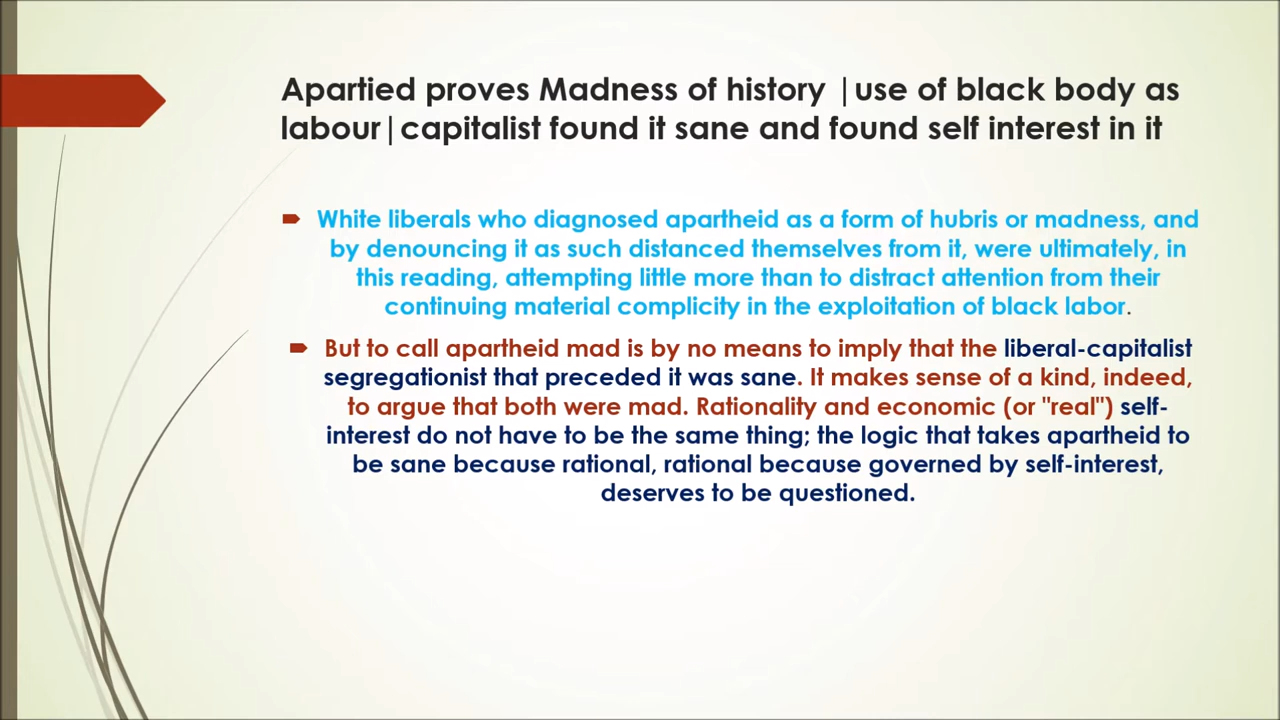 Apartied proves Madness of history |use of black body as
labour|capitalist found it sane and found self interest in it
White liberals who diagnosed apartheid as a form of hubris or madness, and
by denouncing it as such distanced themselves from it, were ultimately, in
this reading, attempting little more than to distract attention from their
continuing material complicity in the exploitation of black labor.
But to call apartheid mad is by no means to imply that the liberal-capitalist
segregationist that preceded it was sane. It makes sense of a kind, indeed,
to argue that both were mad. Rationality and economic (or "real") self-
interest do not have to be the same thing; the logic that takes apartheid to
be sane because rational, rational because governed by self-interest,
deserves to be questioned.